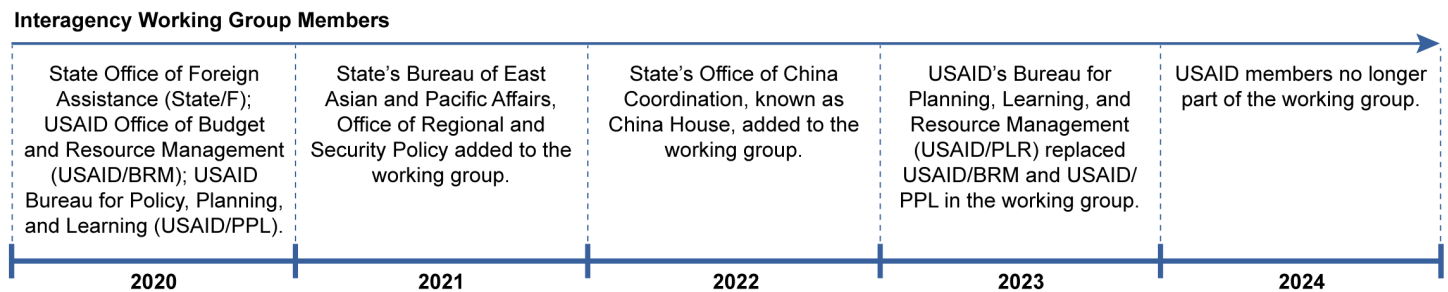 Interagency Working Group Members
State Office of Foreign
Assistance (State/F);
USAID Office of Budget
and Resource Management
(USAID/BRM); USAID
Bureau for Policy, Planning,
and Learning (USAID/PPL).
State’s Bureau of East
Asian and Pacific Affairs,
Office of Regional and
Security Policy added to the
working group.
State’s Office of China
Coordination, known as
China House, added to the
working group.
USAID’s Bureau for
Planning, Learning, and
Resource Management
(USAID/PLR) replaced
USAID/BRM and USAID/
PPL in the working group.
USAID members no longer
part of the working group.
2020
2021
2022
2023
2024